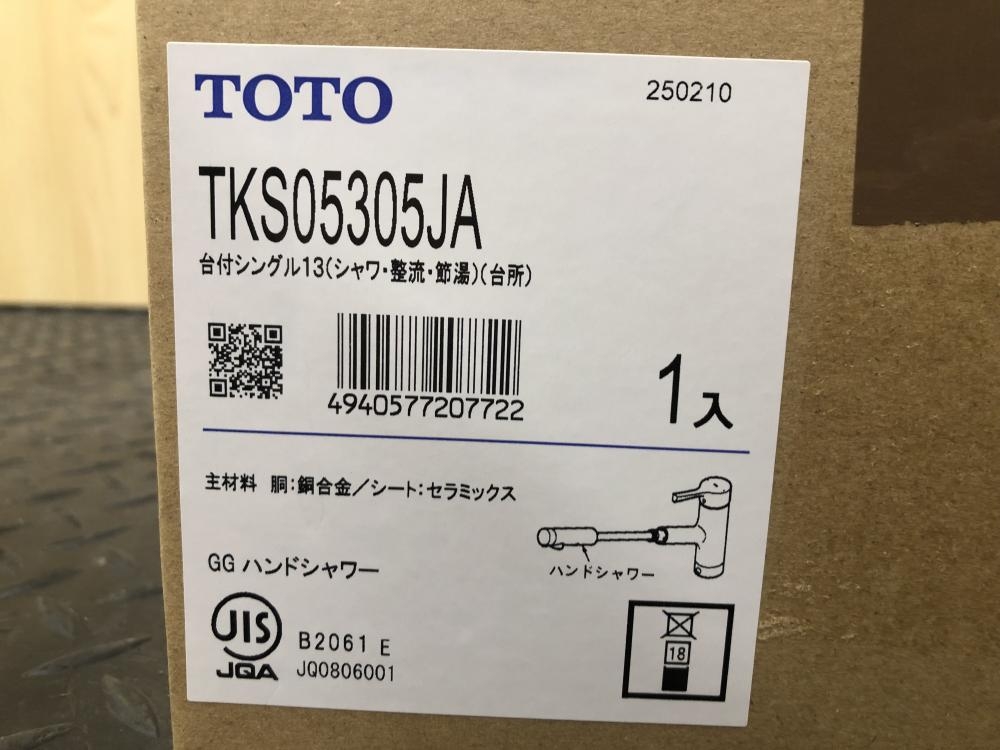 TOTO
250210
TKS05305JA
台付シングル13(シャワ・整流・節湯)(台所)
4940577207722
1入
主材料 胴:銅合金/シート:セラミックス
GG ハンドシャワー
ハンドシャワー
JIS
JQA
B2061 E
JQ0806001
18